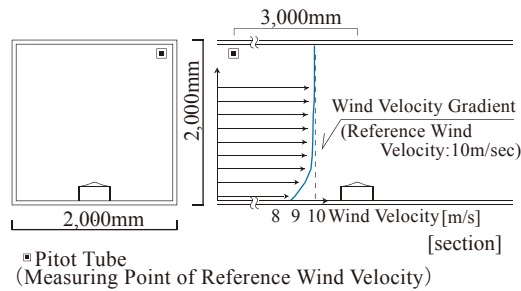 3,000mm
2,000mm
Wind Velocity Gradient
(Reference Wind
Velocity:10m/sec)
2,000mm
8 9 10 Wind Velocity[m/s]
[section]
Pitot Tube
(Measuring Point of Reference Wind Velocity)